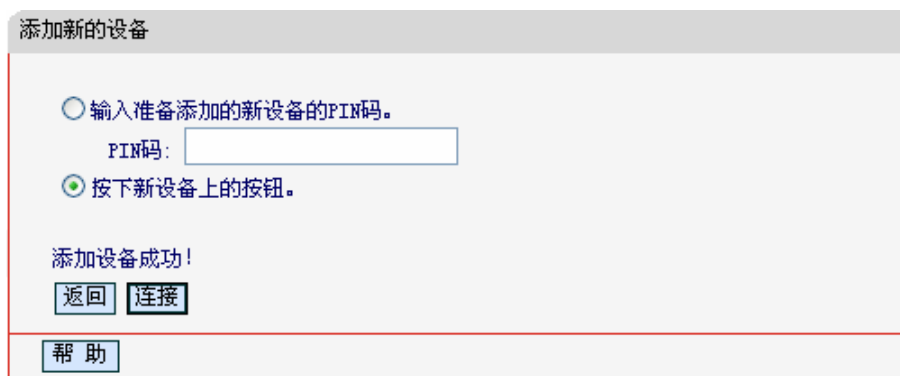 添加新的设备
输入准备添加的新设备的PIN码。
PIN码:
按下新设备上的按钮。
添加设备成功!
返回 连接
帮 助